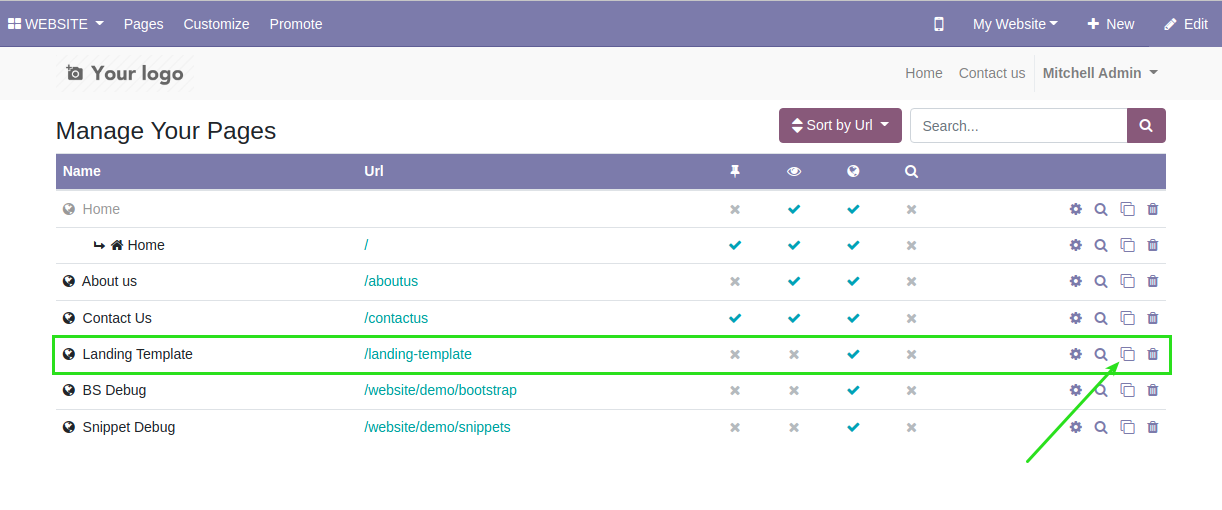 WEBSITE Pages Customize Promote My Website New Edit
Your logo Home Contact us Mitchell Admin
Manage Your Pages Sort by Url Search...
Name Url
Home
Home /
About us /aboutus
Contact Us /contactus
Landing Template /landing-template
BS Debug /website/demo/bootstrap
Snippet Debug /website/demo/snippets